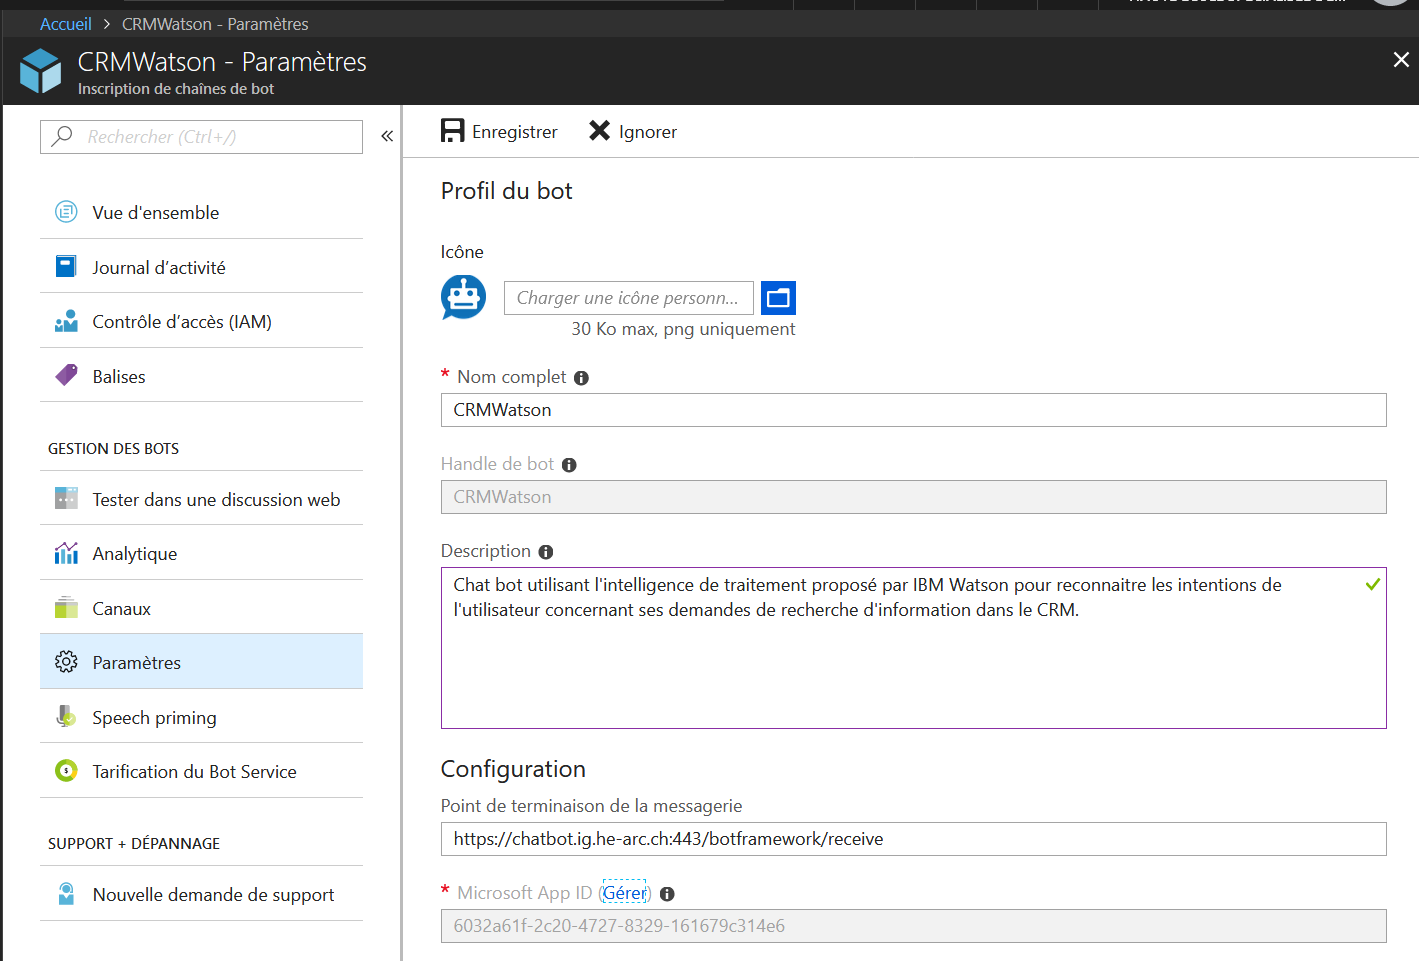 Accueil > CRMWatson - Paramètres
CRMWatson - Paramètres
Inscription de chaînes de bot
Rechercher (Ctrl+/)
Vue d'ensemble
Journal d’activité
Contrôle d’accès (IAM)
Balises
GESTION DES BOTS
Tester dans une discussion web
Analytique
Canaux
Paramètres
Speech priming
Tarification du Bot Service
SUPPORT + DÉPANNAGE
Nouvelle demande de support
Enregistrer
Ignorer
Profil du bot
Icône
Charger une icône personn...
30 Ko max, png uniquement
* Nom complet
CRMWatson
Handle de bot
CRMWatson
Description
Chat bot utilisant l'intelligence de traitement proposé par IBM Watson pour reconnaitre les intentions de
l'utilisateur concernant ses demandes de recherche d'information dans le CRM.
Configuration
Point de terminaison de la messagerie
https://chatbot.ig.he-arc.ch:443/botframework/receive
* Microsoft App ID (Gérer)
6032a61f-2c20-4727-8329-161679c314e6